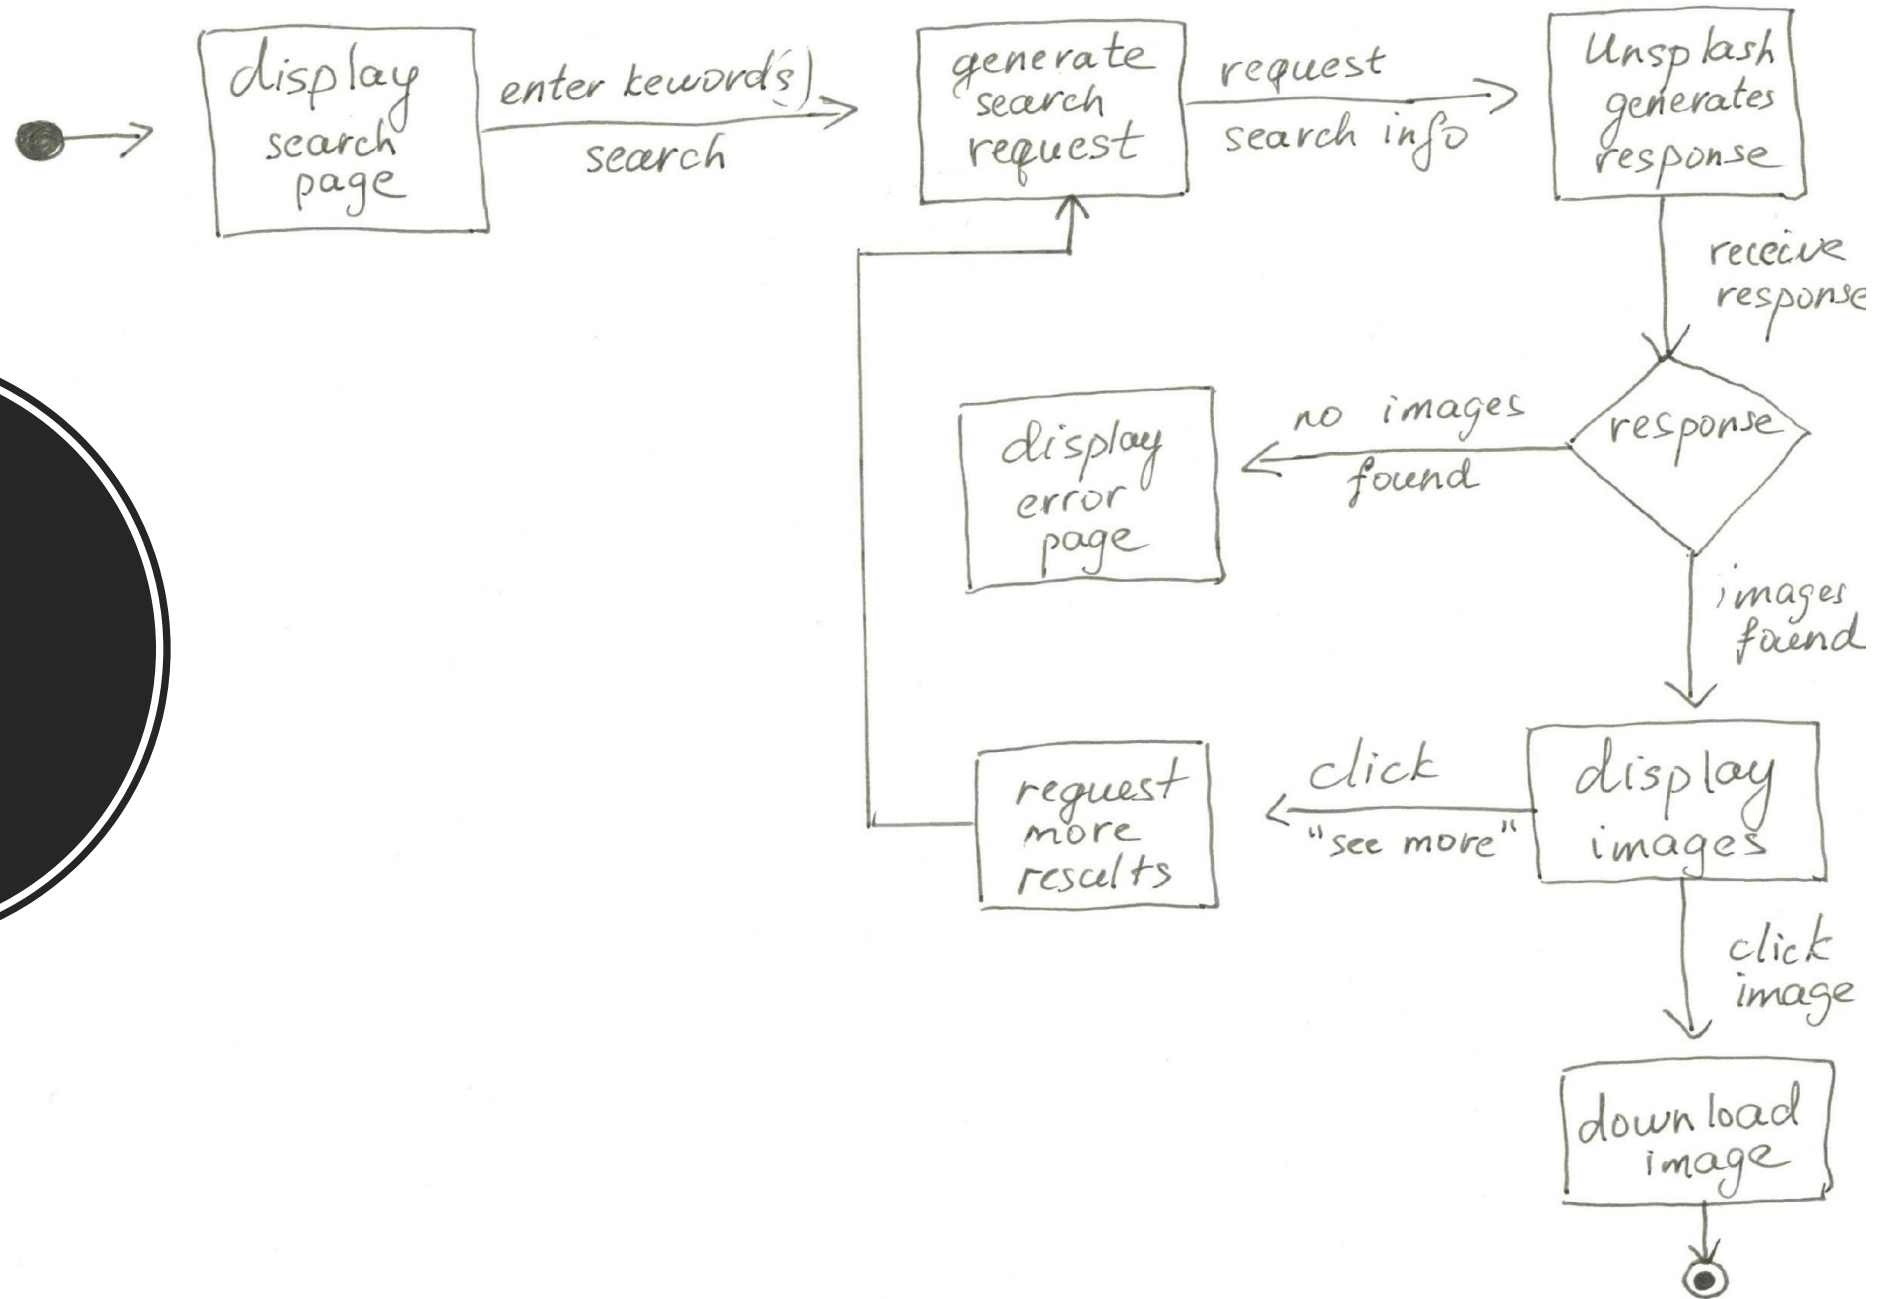 display
search
page
enter keword(s)
search
generate
search
request
request
search info
Unsplash
generates
response
receive
response
response
no images
found
display
error
page
images
found
display
images
click
"see more"
request
more
results
click
image
download
image